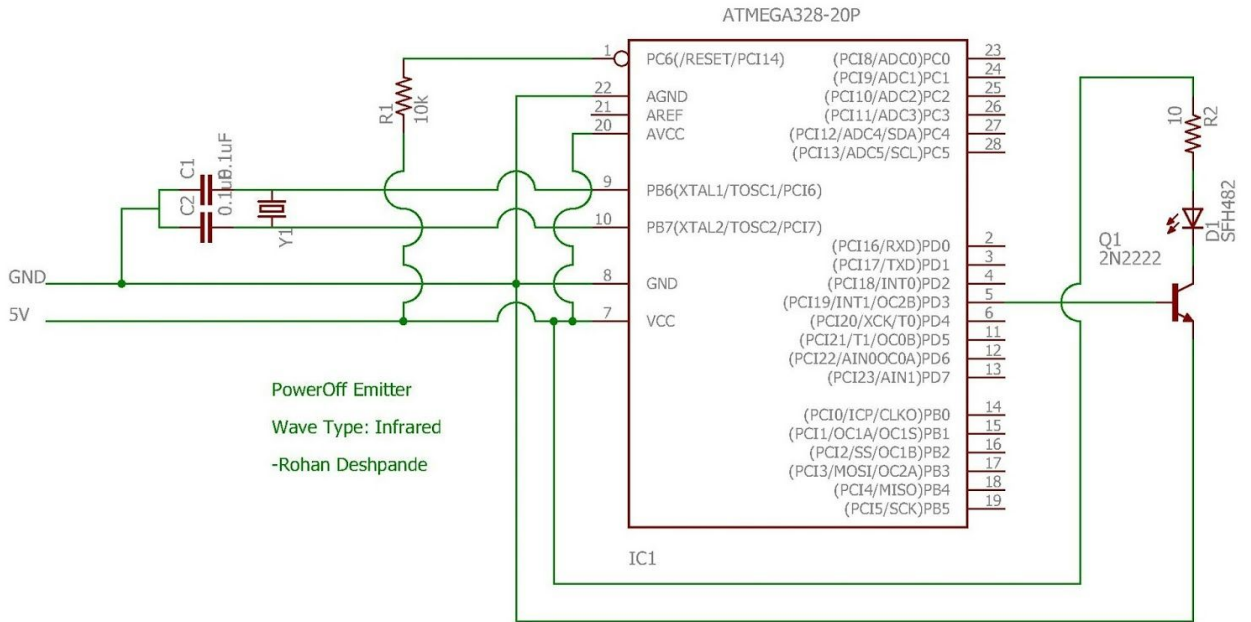 ATMEGA328-20P
1
PC6(/RESET/PCI14)
22
AGND
21
AREF
20
AVCC
9
PB6(XTAL1/TOSC1/PCI6)
10
PB7(XTAL2/TOSC2/PCI7)
8
GND
7
VCC
(PCI8/ADC0)PC0
23
(PCI9/ADC1)PC1
24
(PCI10/ADC2)PC2
25
(PCI11/ADC3)PC3
26
(PCI12/ADC4/SDA)PC4
27
(PCI13/ADC5/SCL)PC5
28
(PCI16/RXD)PD0
2
(PCI17/TXD)PD1
3
(PCI18/INT0)PD2
4
(PCI19/INT1/OC2B)PD3
5
(PCI20/XCK/T0)PD4
6
(PCI21/T1/OC0B)PD5
11
(PCI22/AIN0OC0A)PD6
12
(PCI23/AIN1)PD7
13
(PCI0/ICP/CLKO)PB0
14
(PCI1/OC1A/OC1S)PB1
15
(PCI2/SS/OC1B)PB2
16
(PCI3/MOSI/OC2A)PB3
17
(PCI4/MISO)PB4
18
(PCI5/SCK)PB5
19
IC1
R1
10k
C1
0.1uF
C2
0.1uF
Y1
GND
5V
10
R2
D1
SFH482
Q1
2N2222
PowerOff Emitter
Wave Type: Infrared
-Rohan Deshpande